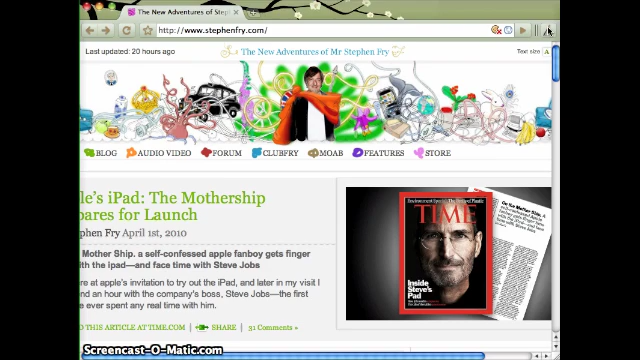 The New Adventures of Step
http://www.stephenfry.com/
Last updated: 20 hours ago
The New Adventures of Mr Stephen Fry
Text size A
BLOG AUDIO VIDEO FORUM CLUBFRY MOAB FEATURES STORE
le's iPad: The Mothership
pares for Launch
phen Fry April 1st, 2010
Mother Ship. a self-confessed apple fanboy gets finger
ith the ipad—and face time with Steve Jobs
re at apple's invitation to try out the iPad, and later in my visit I
nd an hour with the company's boss, Steve Jobs—the first
e ever spent any real time with him.
D THIS ARTICLE AT TIME.COM | SHARE | 31 Comments »
TIME
Inside
Steve's
Pad
Screencast-O-Matic.com